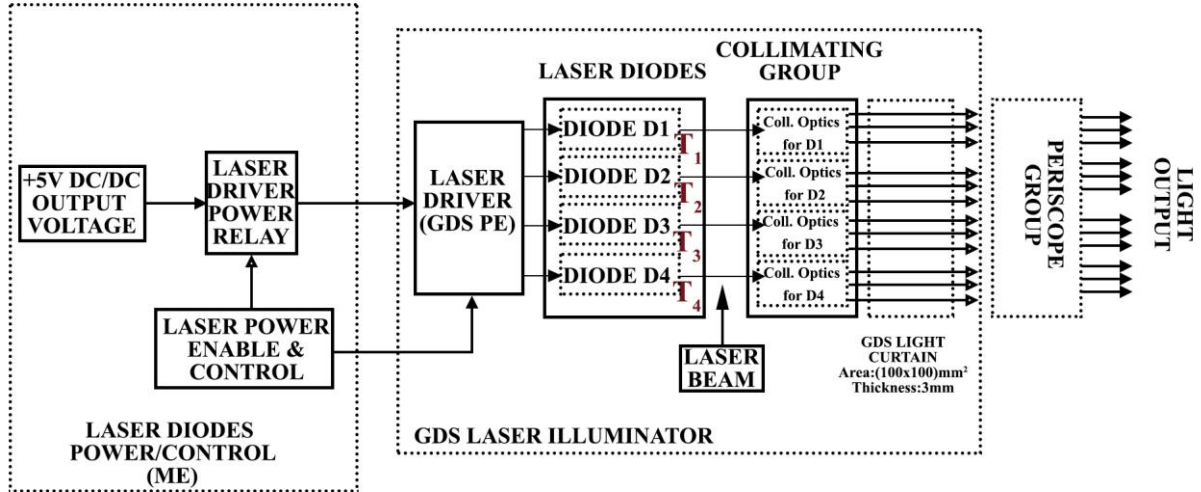 +5V DC/DC
OUTPUT
VOLTAGE
LASER
DRIVER
POWER
RELAY
LASER POWER
ENABLE &
CONTROL
LASER DIODES
POWER/CONTROL
(ME)
LASER
DRIVER
(GDS PE)
LASER DIODES
DIODE D1
T1
DIODE D2
T2
DIODE D3
T3
DIODE D4
T4
LASER
BEAM
COLLIMATING
GROUP
Coll. Optics
for D1
Coll. Optics
for D2
Coll. Optics
for D3
Coll. Optics
for D4
GDS LIGHT
CURTAIN
Area:(100x100)mm²
Thickness:3mm
GDS LASER ILLUMINATOR
PERISCOPE
GROUP
LIGHT
OUTPUT